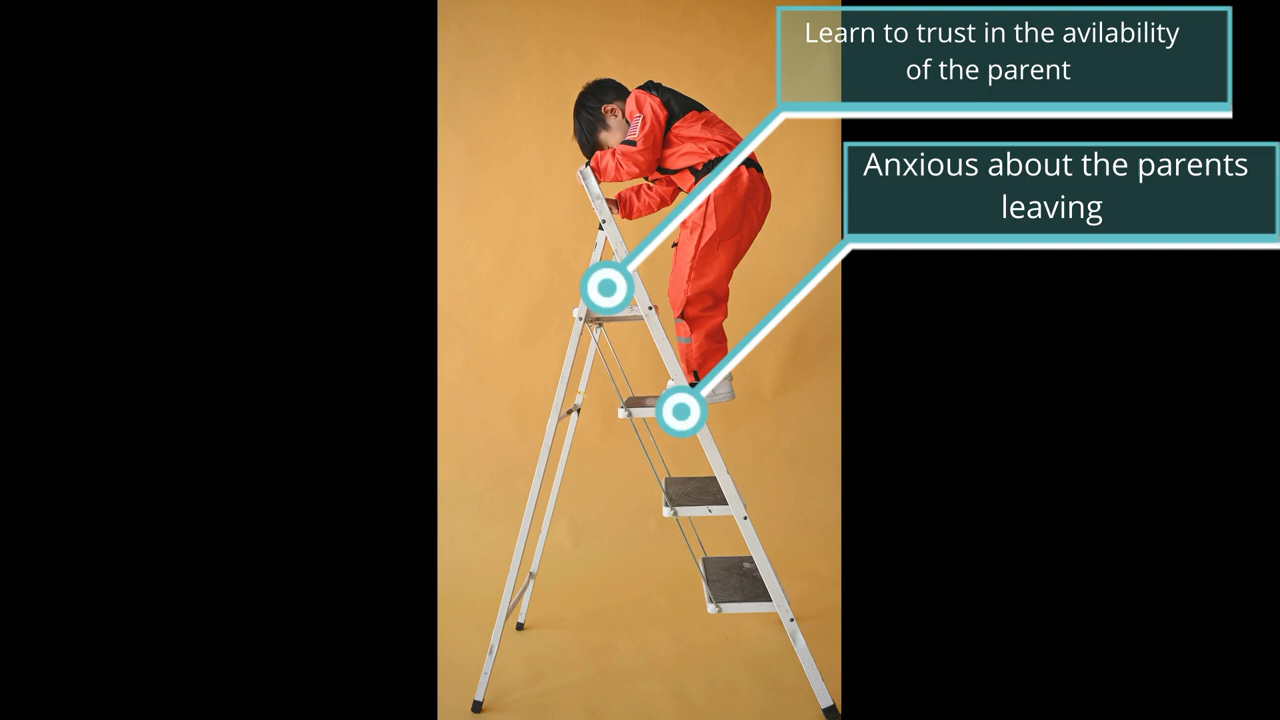 Learn to trust in the avilability
of the parent
Anxious about the parents
leaving